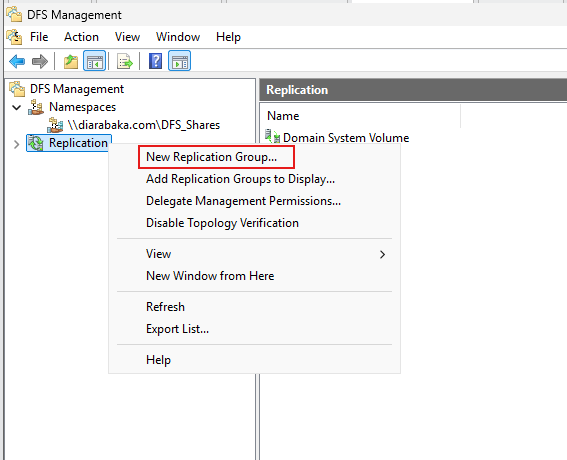 DFS Management
File Action View Window Help
DFS Management
Namespaces
\\diarabaka.com\DFS_Shares
Replication
Replication
Name
Domain System Volume
New Replication Group...
Add Replication Groups to Display...
Delegate Management Permissions...
Disable Topology Verification
View
New Window from Here
Refresh
Export List...
Help